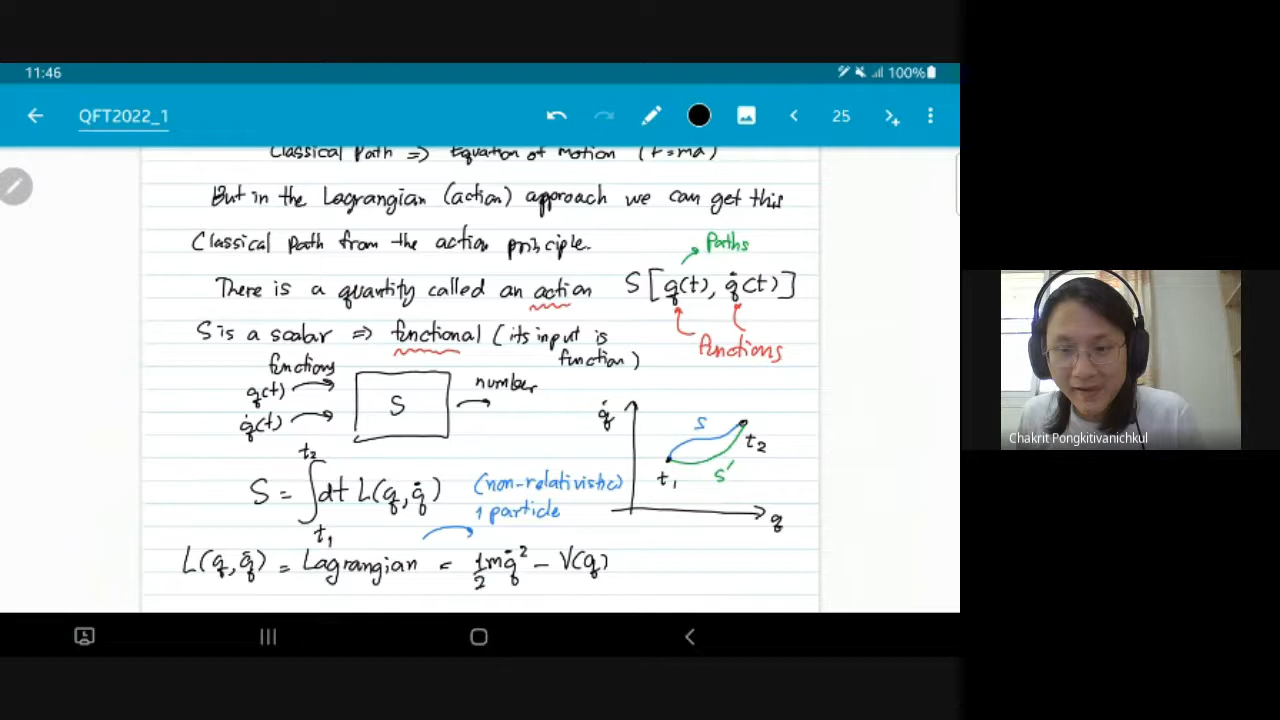 11:46
100%
QFT2022_1
25
Classical Path ⇒ Equation of Motion (F=ma)
But in the Lagrangian (action) approach we can get this
Classical path from the action principle.
Paths
There is a quantity called an action S[q(t), q̇(t)]
S is a scalar ⇒ functional (its input is
function)
Functions
functions
q(t)
q̇(t)
S
number
q̇
S
S'
t₁
t₂
q
S = ∫ dt L(q, q̇)
t₂
t₁
(non-relativistic)
1 particle
L(q, q̇) = Lagrangian = ½mq̇² − V(q)
Chakrit Pongkitivanichkul